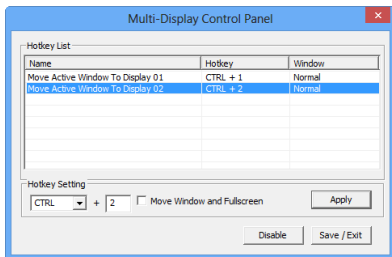 Multi-Display Control Panel
Hotkey List
Name Hotkey Window
Move Active Window To Display 01 CTRL + 1 Normal
Move Active Window To Display 02 CTRL + 2 Normal
Hotkey Setting
CTRL + 2 Move Window and Fullscreen Apply
Disable Save / Exit